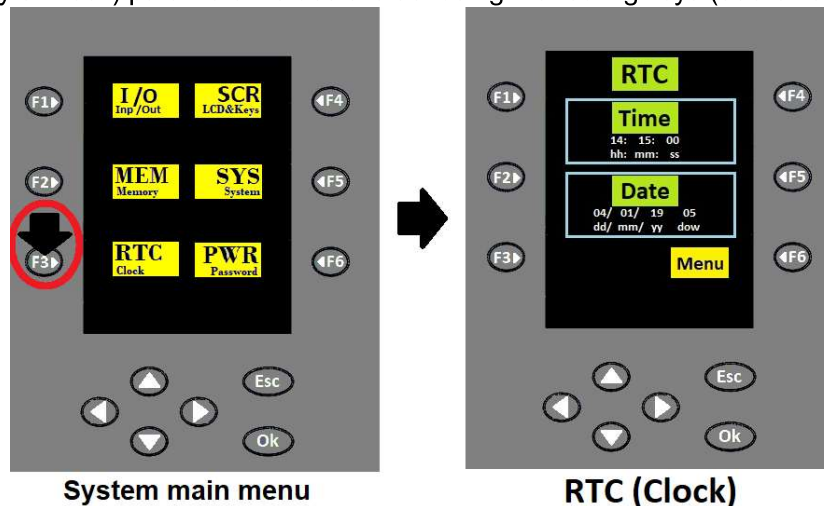 F1
I/O
Inp/Out
SCR
LCD&Keys
F4
F2
MEM
Memory
SYS
System
F5
F3
RTC
Clock
PWR
Password
F6
Esc
Ok
System main menu
F1
RTC
F4
Time
14: 15: 00
hh: mm: ss
F2
Date
F5
04/ 01/ 19 05
dd/ mm/ yy dow
F3
Menu
F6
Esc
Ok
RTC (Clock)